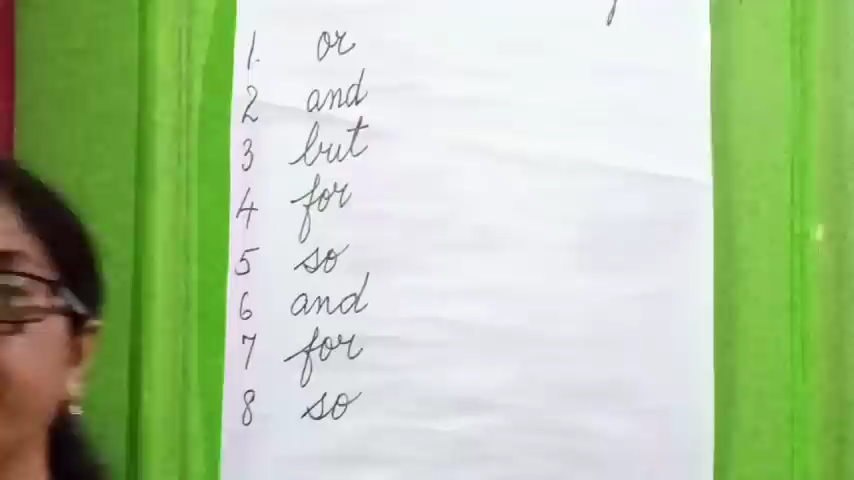 1. or
2 and
3 but
4 for
5 so
6 and
7 for
8 so